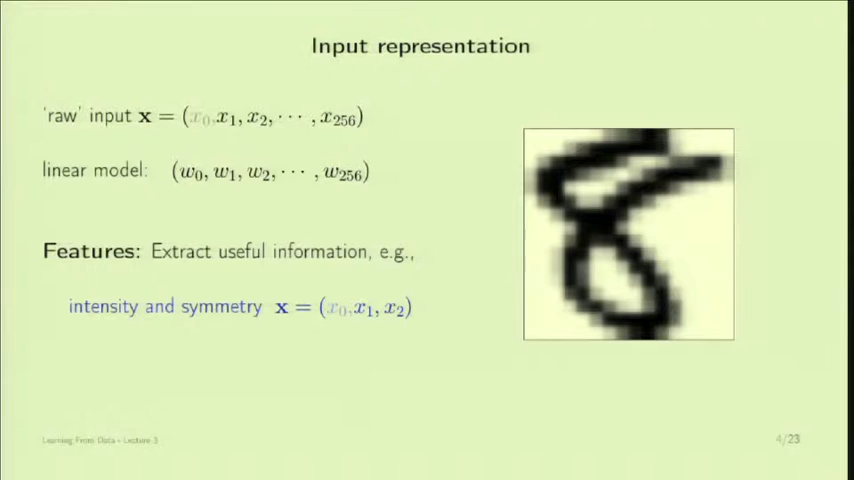 Input representation
'raw' input x = (x₀,x₁, x₂, ⋯ , x₂₅₆)
linear model: (w₀, w₁, w₂, ⋯ , w₂₅₆)
Features: Extract useful information, e.g.,
intensity and symmetry x = (x₀,x₁, x₂)
Learning From Data - Lecture 3
4/23